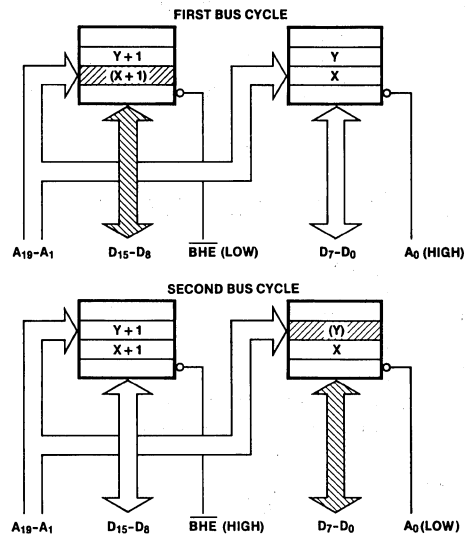 FIRST BUS CYCLE
Y + 1
(X + 1)
Y
X
A19-A1
D15-D8
BHE (LOW)
D7-D0
A0 (HIGH)
SECOND BUS CYCLE
Y + 1
X + 1
(Y)
X
A19-A1
D15-D8
BHE (HIGH)
D7-D0
A0 (LOW)